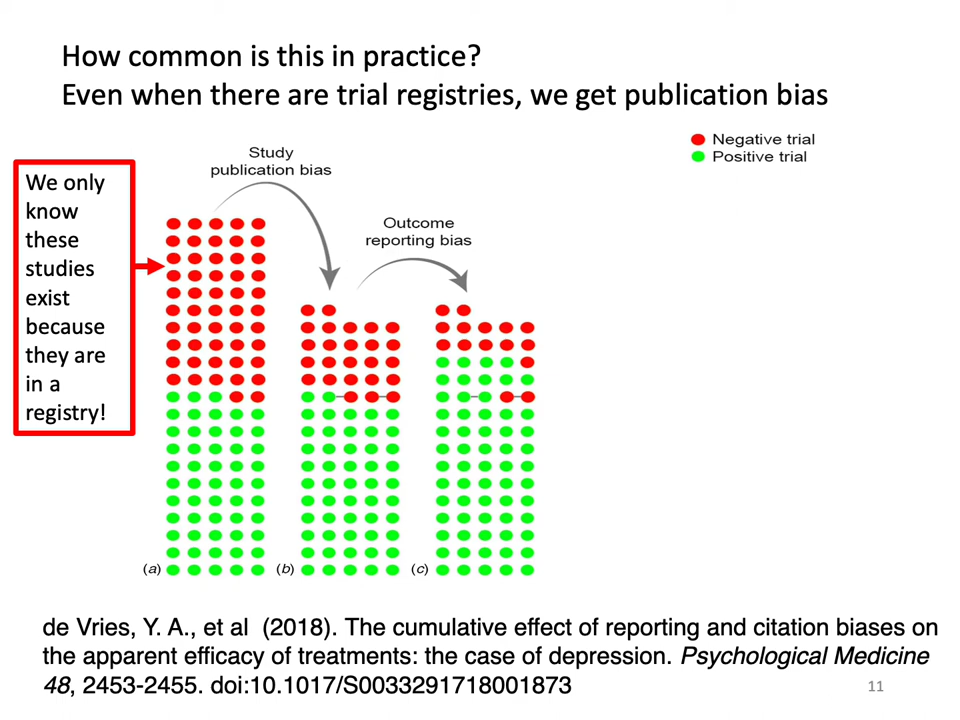 How common is this in practice?
Even when there are trial registries, we get publication bias
Negative trial
Positive trial
Study
publication bias
Outcome
reporting bias
We only
know
these
studies
exist
because
they are
in a
registry!
(a)
(b)
(c)
de Vries, Y. A., et al  (2018). The cumulative effect of reporting and citation biases on
the apparent efficacy of treatments: the case of depression. Psychological Medicine
48, 2453-2455. doi:10.1017/S0033291718001873
11